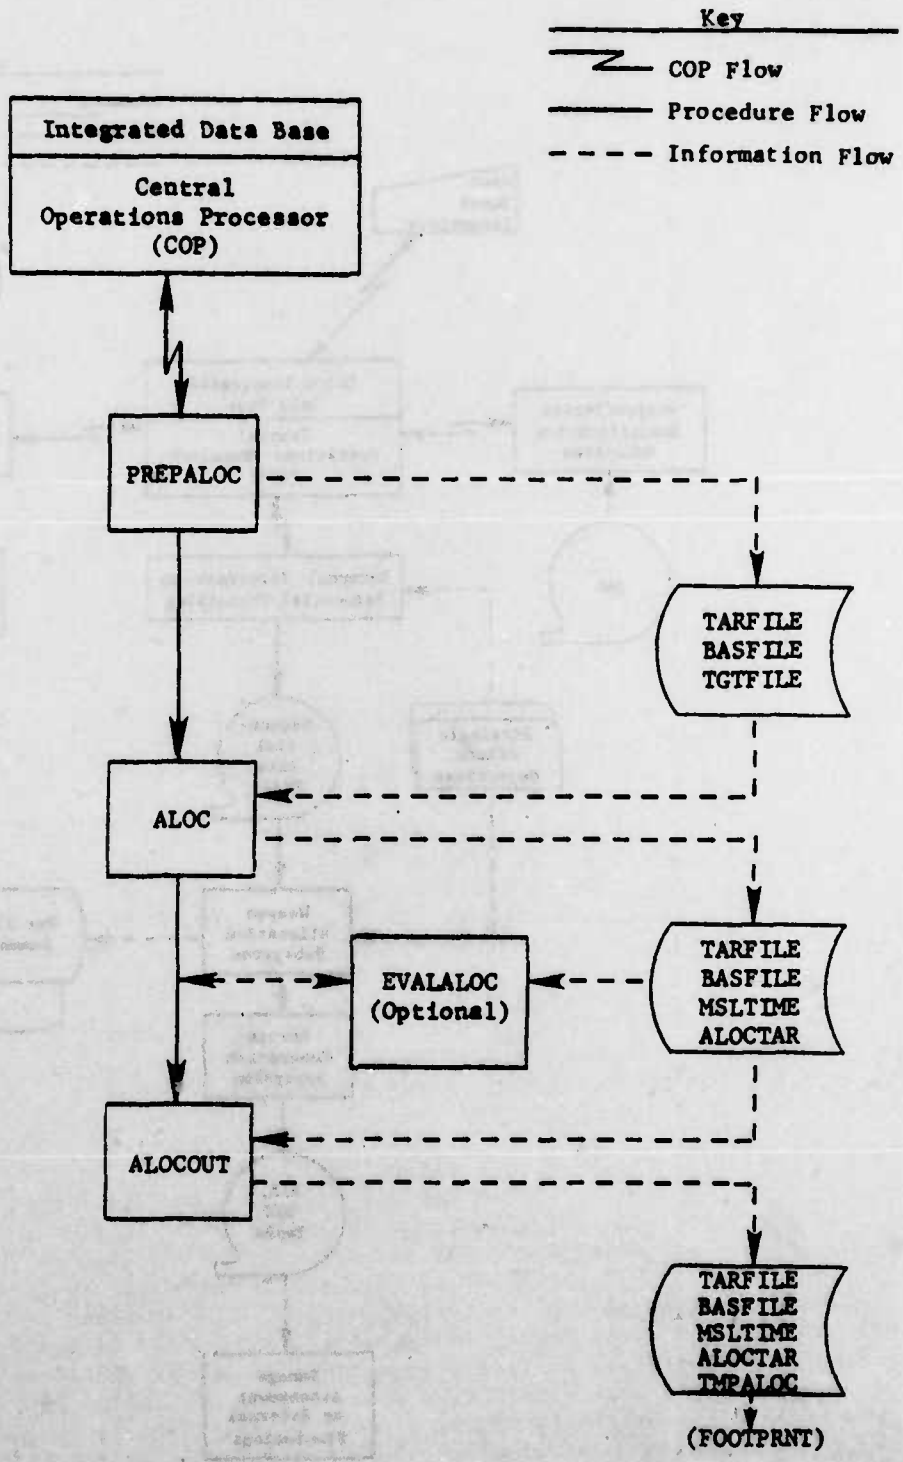 Key
COP Flow
Procedure Flow
Information Flow
Integrated Data Base
Central
Operations Processor
(COP)
PREPALOC
TARFILE
BASFILE
TGTFILE
ALOC
EVALALOC
(Optional)
TARFILE
BASFILE
MSLTIME
ALOCTAR
ALOCOUT
TARFILE
BASFILE
MSLTIME
ALOCTAR
TMPALOC
(FOOTPRNT)